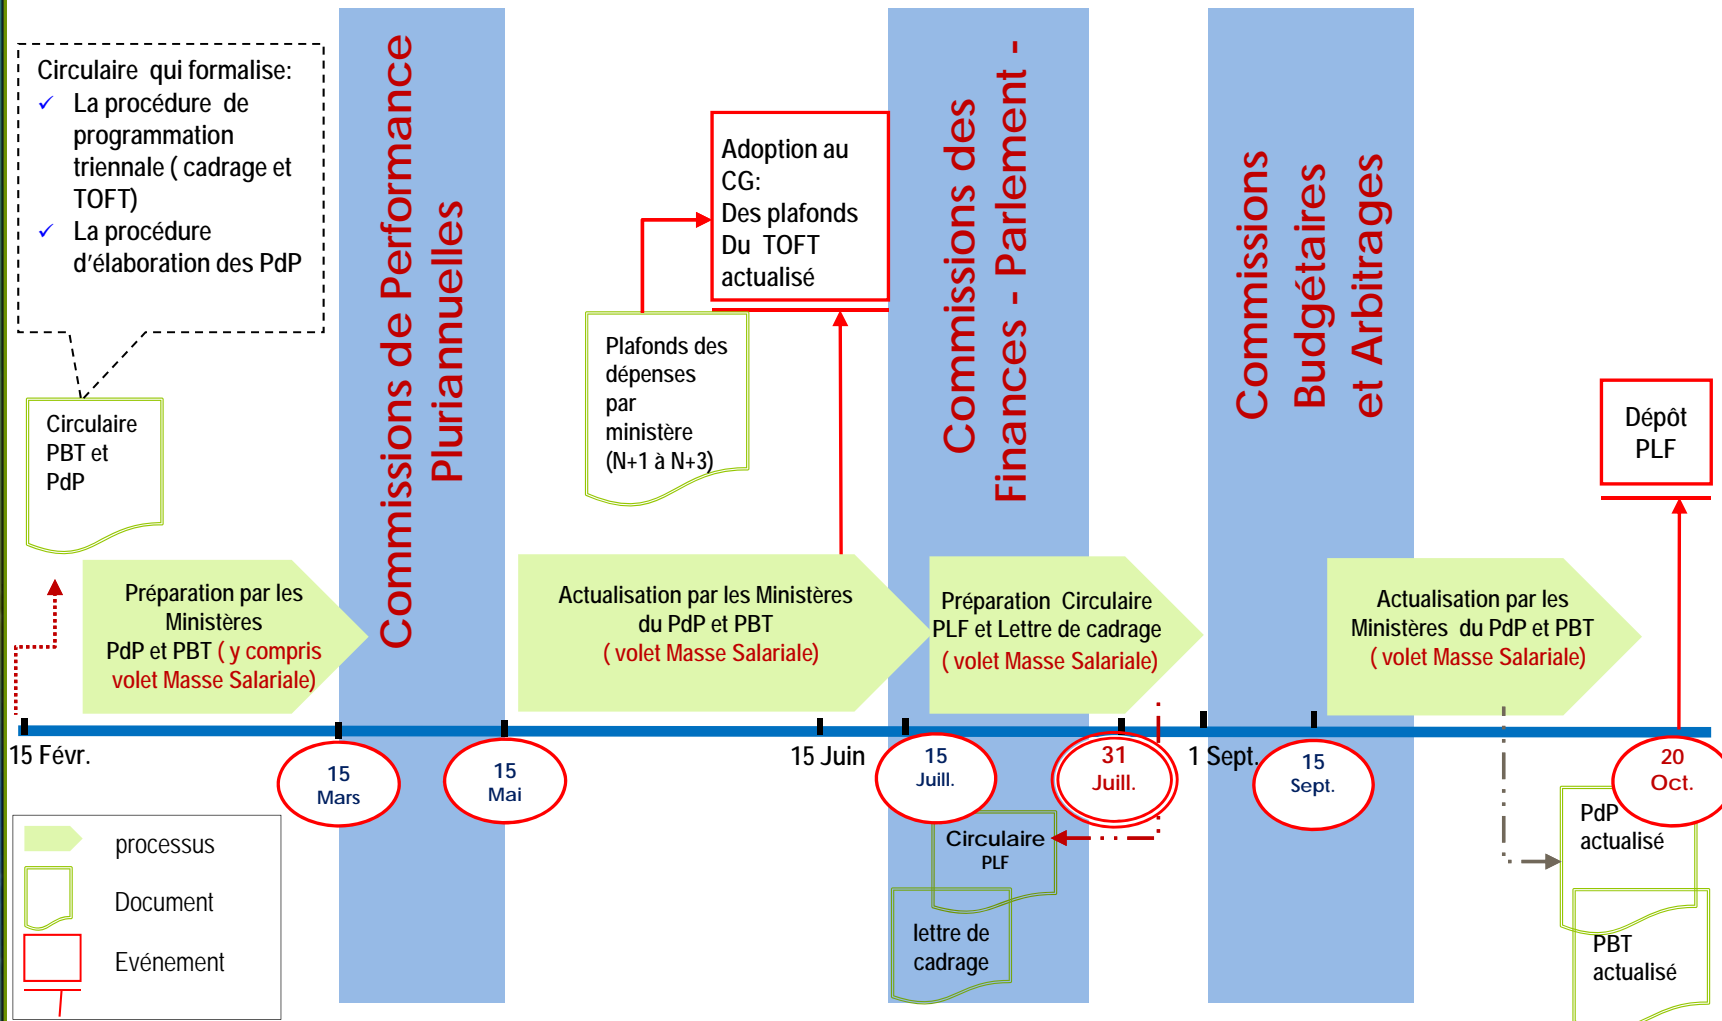 Circulaire qui formalise:
✓ La procédure de
programmation
triennale ( cadrage et
TOFT)
✓ La procédure
d'élaboration des PdP
Circulaire
PBT et
PdP
Commissions de Performance
Pluriannuelles
Adoption au
CG:
Des plafonds
Du TOFT
actualisé
Plafonds des
dépenses
par
ministère
(N+1 à N+3)
Commissions des
Finances - Parlement -
Commissions
Budgétaires
et Arbitrages
Dépôt
PLF
Préparation par les
Ministères
PdP et PBT ( y compris
volet Masse Salariale)
Actualisation par les Ministères
du PdP et PBT
( volet Masse Salariale)
Préparation Circulaire
PLF et Lettre de cadrage
( volet Masse Salariale)
Actualisation par les
Ministères du PdP et PBT
( volet Masse Salariale)
15 Févr.
15
Mars
15
Mai
15 Juin
15
Juill.
31
Juill.
1 Sept.
15
Sept.
20
Oct.
Circulaire
PLF
lettre de
cadrage
PdP
actualisé
PBT
actualisé
processus
Document
Evénement